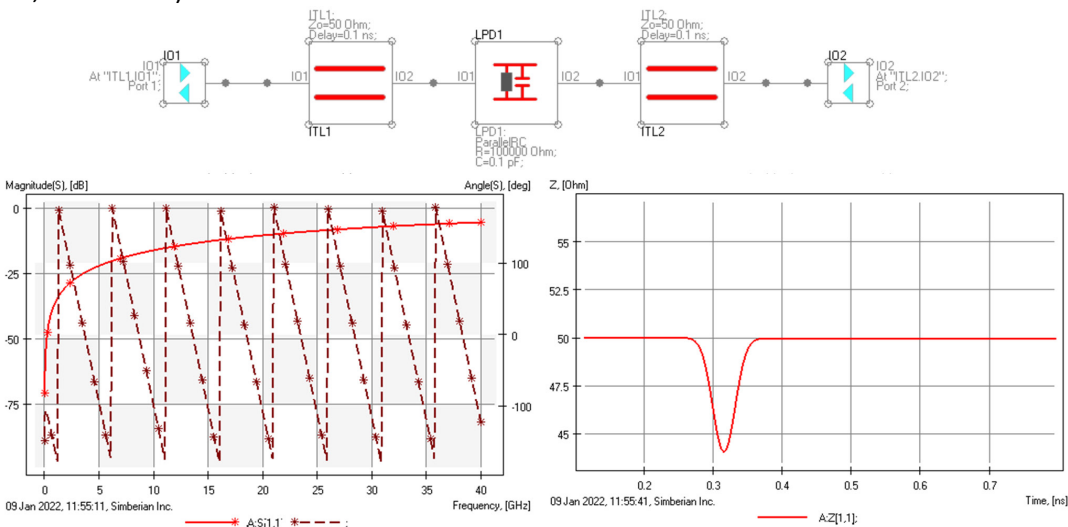 ITL1;
Zo=50 Ohm;
Delay=0.1 ns;
ITL2;
Zo=50 Ohm;
Delay=0.1 ns;
LPD1
IO1
IO2
IO1
At "ITL1.IO1";
Port 1;
IO1
IO2
IO1
IO2
IO1
IO2
IO2
At "ITL2.IO2";
Port 2;
ITL1
ITL2
LPD1;
ParallelRC
R=100000 Ohm;
C=0.1 pF;
Magnitude(S), [dB]
Angle(S), [deg]
0
-25
-50
-75
100
0
-100
0
5
10
15
20
25
30
35
40
09 Jan 2022, 11:55:11, Simberian Inc.
Frequency, [GHz]
A:S[1,1]
;
Z, [Ohm]
55
52.5
50
47.5
45
0.2
0.3
0.4
0.5
0.6
0.7
09 Jan 2022, 11:55:41, Simberian Inc.
Time, [ns]
A:Z[1,1];